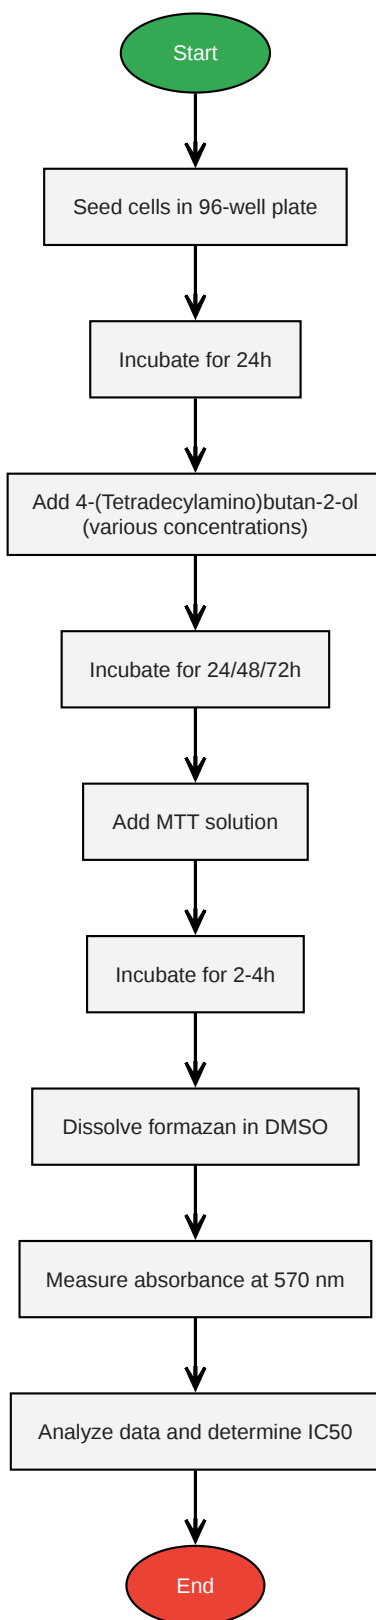 Start
Seed cells in 96-well plate
Incubate for 24h
Add 4-(Tetradecylamino)butan-2-ol
(various concentrations)
Incubate for 24/48/72h
Add MTT solution
Incubate for 2-4h
Dissolve formazan in DMSO
Measure absorbance at 570 nm
Analyze data and determine IC50
End